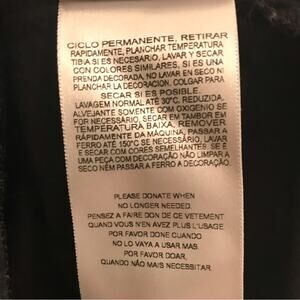 CICLO PERMANENTE, RETIRAR
RAPIDAMENTE, PLANCHAR TEMPERATURA
TIBIA SI ES NECESARIO, LAVAR Y SECAR
CON COLORES SIMILARES, SI ES UNA
PRENDA DECORADA, NO LAVAR EN SECO NI
PLANCHAR LA DECORACION. COLGAR PARA
SECAR SI ES POSIBLE.
LAVAGEM NORMAL ATÉ 30°C. REDUZIDA.
ALVEJANTE SOMENTE COM OXIGENIO SE
FOR NECESSARIO, SECAR EM TAMBOR EM
TEMPERATURA BAIXA, REMOVER
RÁPIDAMENTE DA MÁQUINA, PASSAR A
FERRO ATÉ 150°C SE NECESSÁRIO, LAVAR
E SECAR COM CORES SEMELHANTES. SE É
UMA PEÇA COM DECORAÇÃO NÃO LIMPAR A
SECO NEM PASSAR FERRO A DECORAÇÃO.
PLEASE DONATE WHEN
NO LONGER NEEDED.
PENSEZ A FAIRE DON DE CE VETEMENT
QUAND VOUS N'EN AVEZ PLUS L'USAGE
POR FAVOR DONE CUANDO
NO LO VAYA A USAR MAS
POR FAVOR DOAR,
QUANDO NÃO MAIS NECESSITAR.